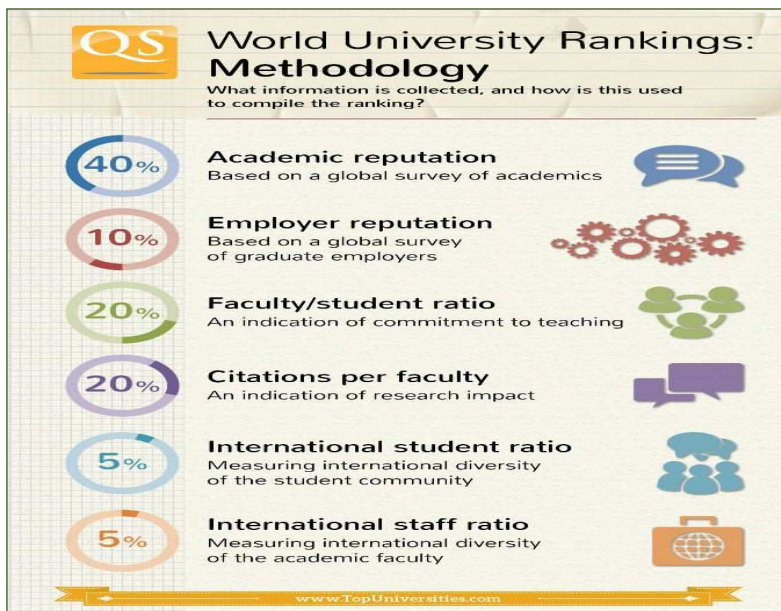 QS
World University Rankings:
Methodology
What information is collected, and how is this used
to compile the ranking?
40%
Academic reputation
Based on a global survey of academics
10%
Employer reputation
Based on a global survey
of graduate employers
20%
Faculty/student ratio
An indication of commitment to teaching
20%
Citations per faculty
An indication of research impact
5%
International student ratio
Measuring international diversity
of the student community
5%
International staff ratio
Measuring international diversity
of the academic faculty
www.TopUniversities.com